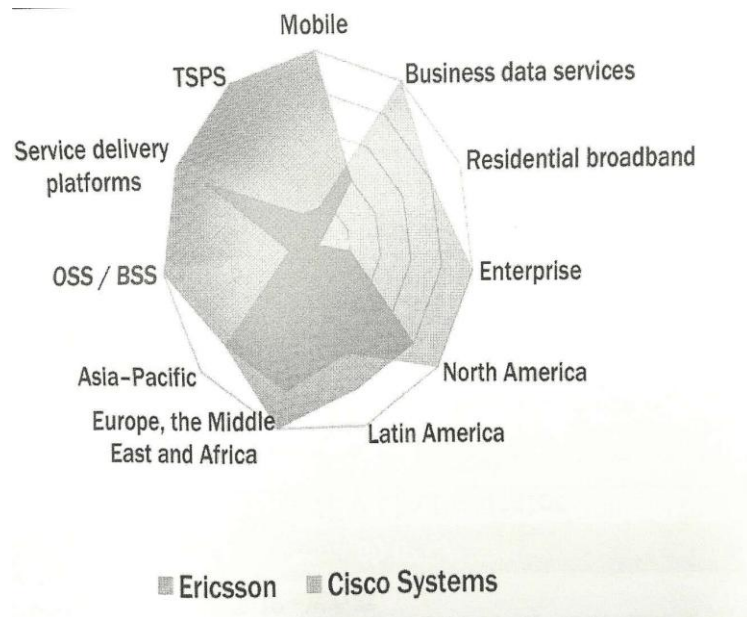 Mobile
TSPS
Business data services
Service delivery
platforms
Residential broadband
OSS / BSS
Enterprise
Asia–Pacific
North America
Europe, the Middle
East and Africa
Latin America
Ericsson
Cisco Systems